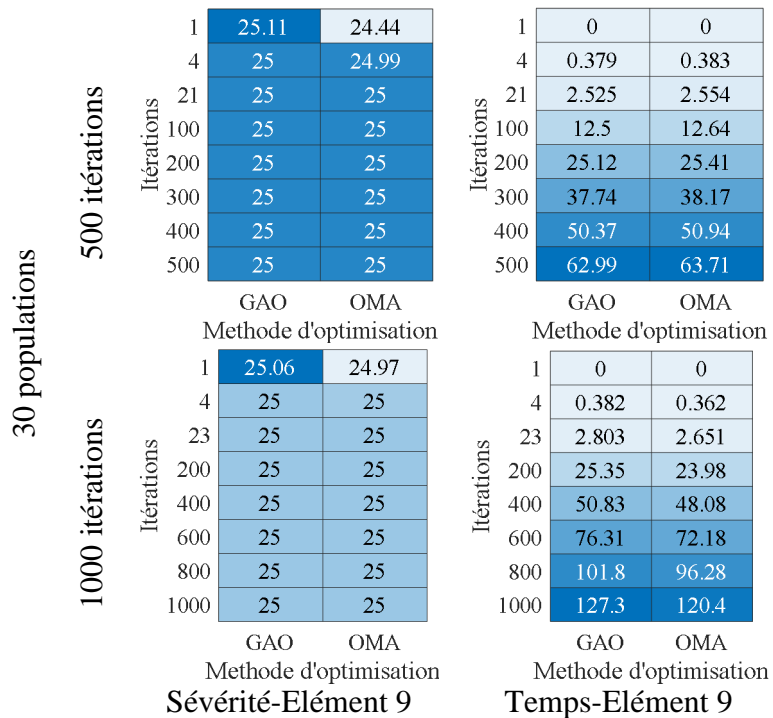 30 populations
500 itérations
Itérations
1 25.11 24.44
4 25 24.99
21 25 25
100 25 25
200 25 25
300 25 25
400 25 25
500 25 25
GAO OMA
Methode d'optimisation
Itérations
1 0 0
4 0.379 0.383
21 2.525 2.554
100 12.5 12.64
200 25.12 25.41
300 37.74 38.17
400 50.37 50.94
500 62.99 63.71
GAO OMA
Methode d'optimisation
1000 itérations
Itérations
1 25.06 24.97
4 25 25
23 25 25
200 25 25
400 25 25
600 25 25
800 25 25
1000 25 25
GAO OMA
Methode d'optimisation
Sévérité-Elément 9
Itérations
1 0 0
4 0.382 0.362
23 2.803 2.651
200 25.35 23.98
400 50.83 48.08
600 76.31 72.18
800 101.8 96.28
1000 127.3 120.4
GAO OMA
Methode d'optimisation
Temps-Elément 9